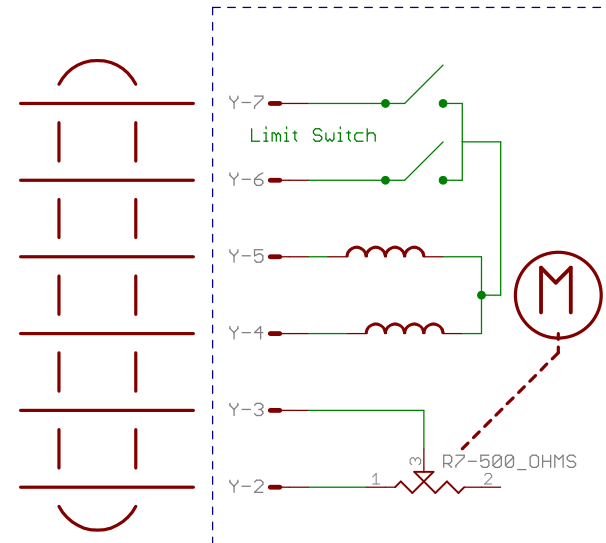 Y-7
Limit Switch
Y-6
Y-5
M
Y-4
Y-3
3
R7-500_OHMS
Y-2
1
2